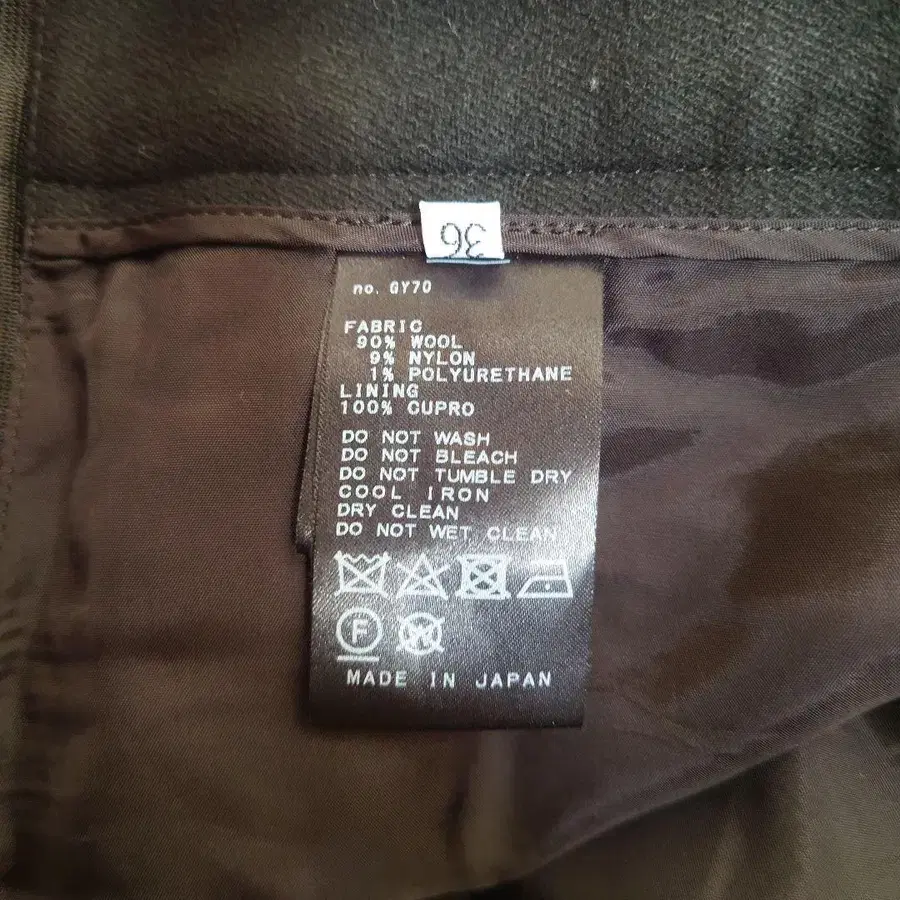 36
no. GY70
FABRIC
90% WOOL
9% NYLON
1% POLYURETHANE
LINING
100% CUPRO
DO NOT WASH
DO NOT BLEACH
DO NOT TUMBLE DRY
COOL IRON
DRY CLEAN
DO NOT WET CLEAN
F
W
MADE IN JAPAN